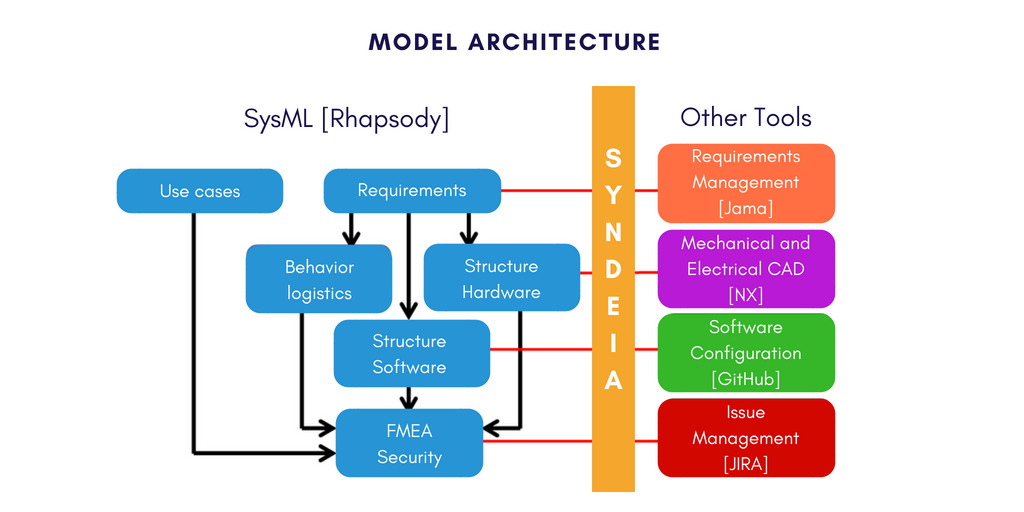 MODEL ARCHITECTURE
SysML [Rhapsody]
Other Tools
Use cases
Requirements
Behavior
logistics
Structure
Hardware
Structure
Software
FMEA
Security
S
Y
N
D
E
I
A
Requirements
Management
[Jama]
Mechanical and
Electrical CAD
[NX]
Software
Configuration
[GitHub]
Issue
Management
[JIRA]